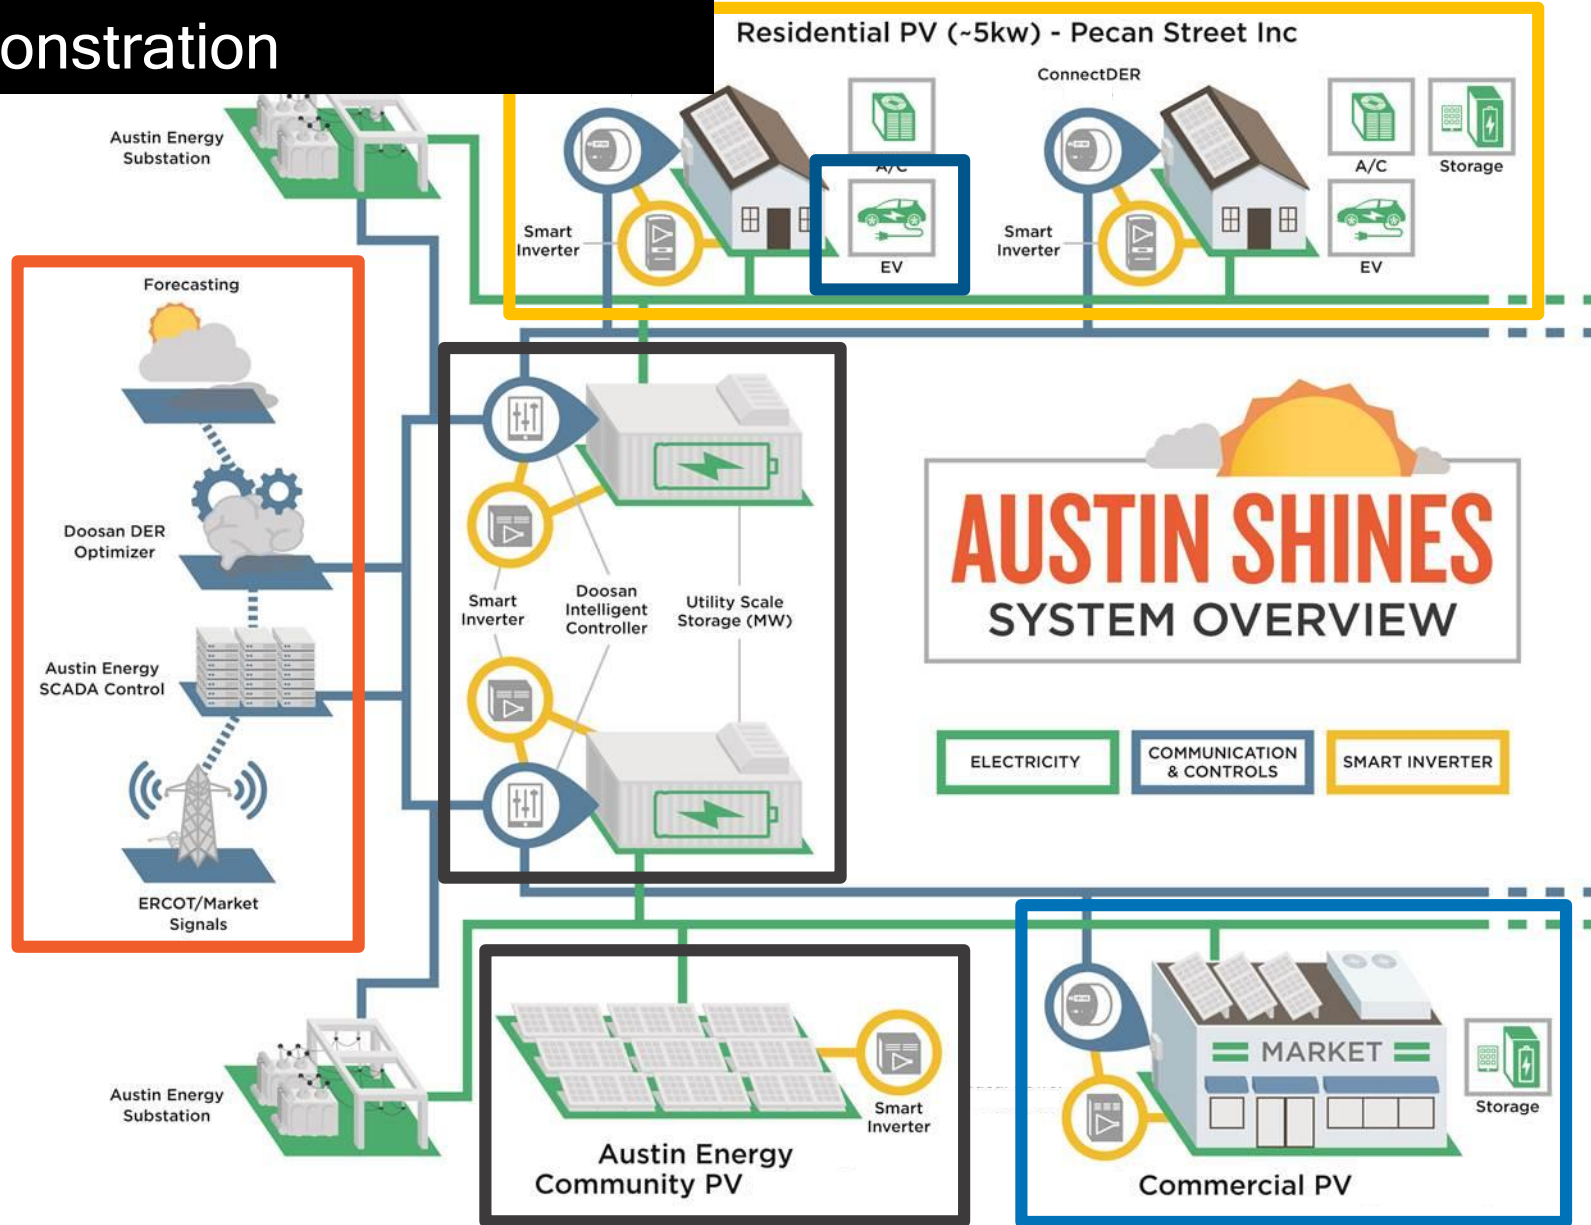 onstration
Residential PV (~5kw) - Pecan Street Inc
ConnectDER
Austin Energy
Substation
A/C
A/C
Storage
Smart
Inverter
EV
Smart
Inverter
EV
Forecasting
Doosan DER
Optimizer
Austin Energy
SCADA Control
ERCOT/Market
Signals
Smart
Inverter
Doosan
Intelligent
Controller
Utility Scale
Storage (MW)
AUSTIN SHINES
SYSTEM OVERVIEW
ELECTRICITY
COMMUNICATION
& CONTROLS
SMART INVERTER
Austin Energy
Substation
Smart
Inverter
Austin Energy
Community PV
MARKET
Storage
Commercial PV